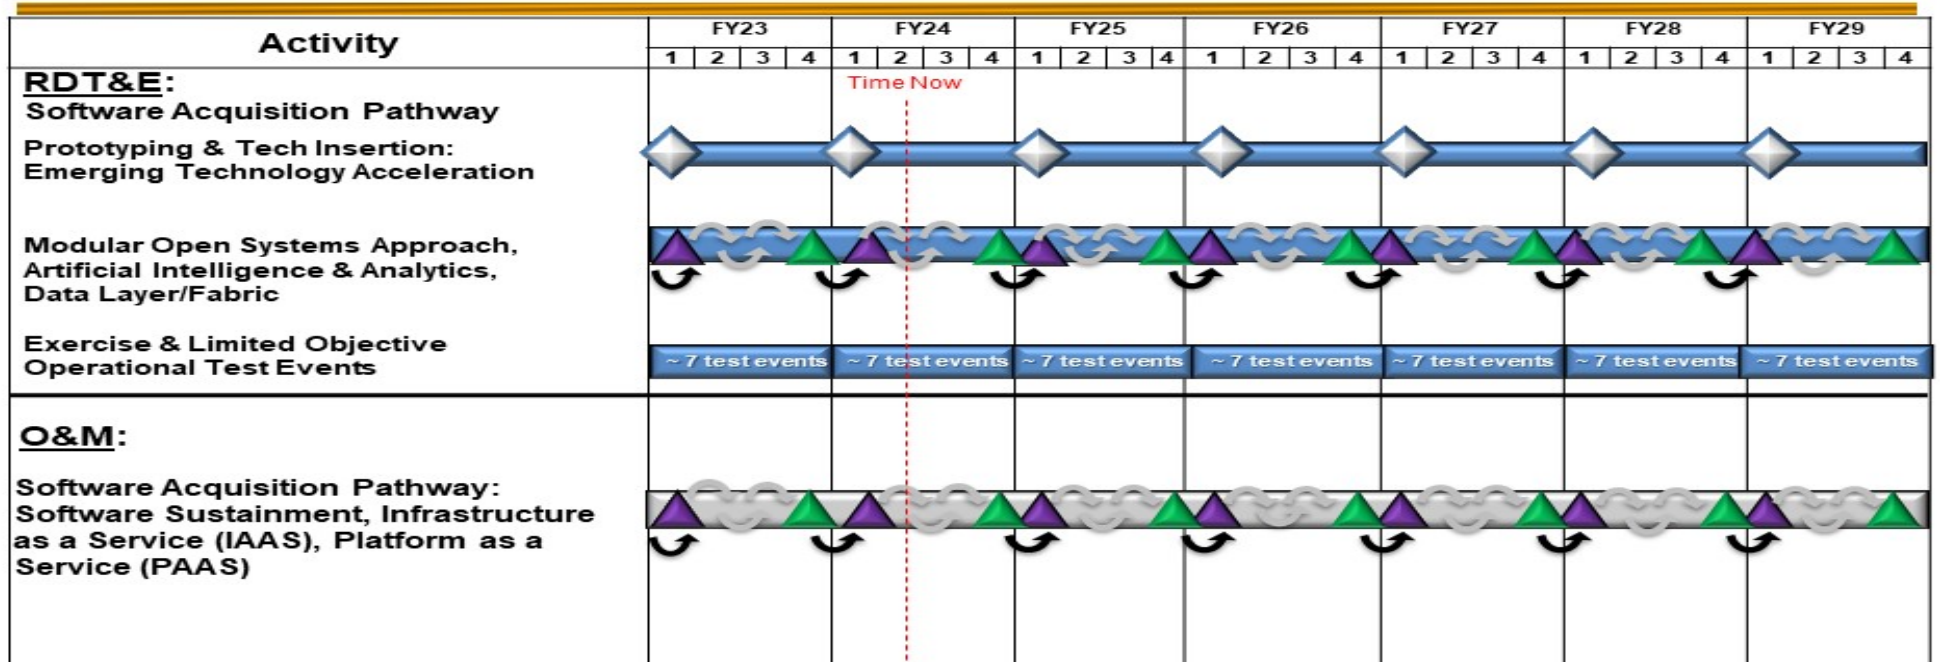 Activity
FY23 FY24 FY25 FY26 FY27 FY28 FY29
1 2 3 4 1 2 3 4 1 2 3 4 1 2 3 4 1 2 3 4 1 2 3 4 1 2 3 4
RDT&E:
Time Now
Software Acquisition Pathway
Prototyping & Tech Insertion:
Emerging Technology Acceleration
Modular Open Systems Approach,
Artificial Intelligence & Analytics,
Data Layer/Fabric
Exercise & Limited Objective
Operational Test Events
~ 7 test events ~ 7 test events ~ 7 test events ~ 7 test events ~ 7 test events ~ 7 test events ~ 7 test events
O&M:
Software Acquisition Pathway:
Software Sustainment, Infrastructure
as a Service (IAAS), Platform as a
Service (PAAS)